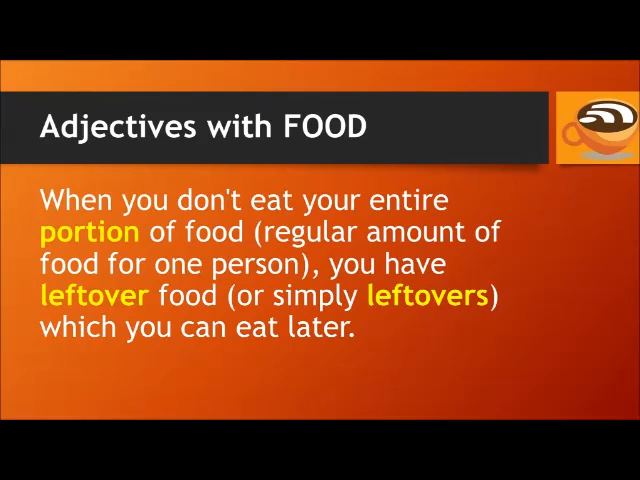 Adjectives with FOOD
When you don't eat your entire
portion of food (regular amount of
food for one person), you have
leftover food (or simply leftovers)
which you can eat later.